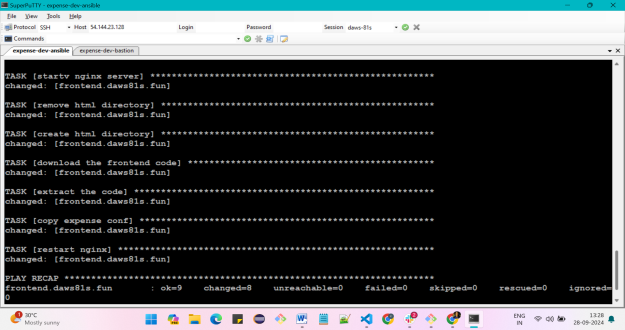 SuperPuTTY - expense-dev-ansible
File View Tools Help
Protocol SSH Host 54.144.23.128 Login Password Session daws-81s
Commands
expense-dev-ansible expense-dev-bastion
TASK [startv nginx server] ****************************************************
changed: [frontend.daws81s.fun]
TASK [remove html directory] **************************************************
changed: [frontend.daws81s.fun]
TASK [create html directory] **************************************************
changed: [frontend.daws81s.fun]
TASK [download the frontend code] *********************************************
changed: [frontend.daws81s.fun]
TASK [extract the code] *******************************************************
changed: [frontend.daws81s.fun]
TASK [copy expense conf] ******************************************************
changed: [frontend.daws81s.fun]
TASK [restart nginx] **********************************************************
changed: [frontend.daws81s.fun]
PLAY RECAP ********************************************************************
frontend.daws81s.fun : ok=9 changed=8 unreachable=0 failed=0 skipped=0 rescued=0 ignored=
0
30°C
Mostly sunny
ENG
IN
13:28
28-09-2024